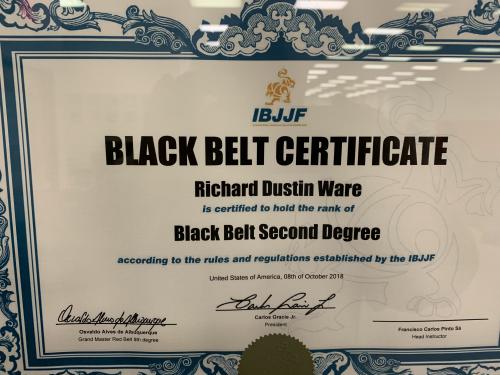 IBJJF
BLACK BELT CERTIFICATE
Richard Dustin Ware
is certified to hold the rank of
Black Belt Second Degree
according to the rules and regulations established by the IBJJF
United States of America, 08th of October 2018
Osvaldo Alves de Albuquerque
Carlos Gracie Jr.
Francisco Carlos Pinto Sá
Grand Master Red Belt 9th degree
President
Head Instructor